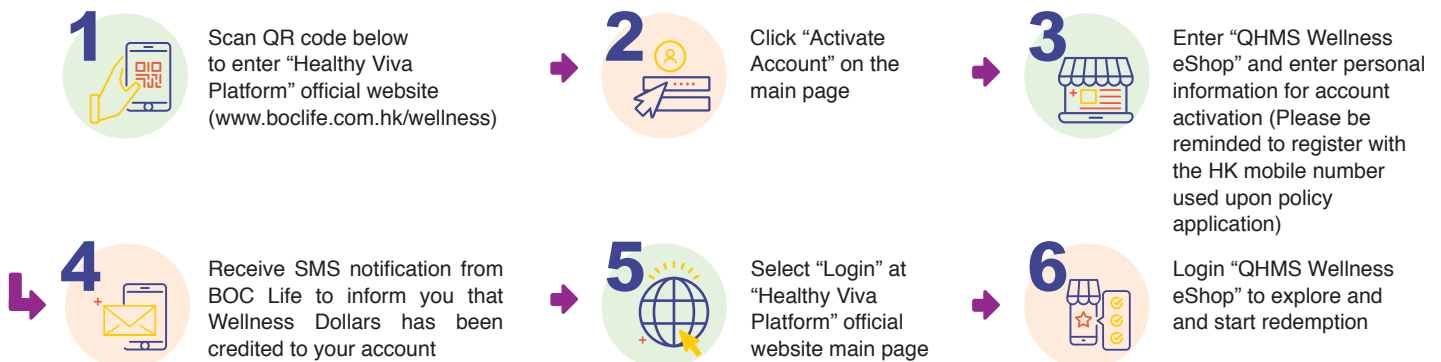 1
Scan QR code below
to enter “Healthy Viva
Platform” official website
(www.boclife.com.hk/wellness)
2
Click “Activate
Account” on the
main page
3
Enter “QHMS Wellness
eShop” and enter personal
information for account
activation (Please be
reminded to register with
the HK mobile number
used upon policy
application)
4
Receive SMS notification from
BOC Life to inform you that
Wellness Dollars has been
credited to your account
5
Select “Login” at
“Healthy Viva
Platform” official
website main page
6
Login “QHMS Wellness
eShop” to explore and
and start redemption